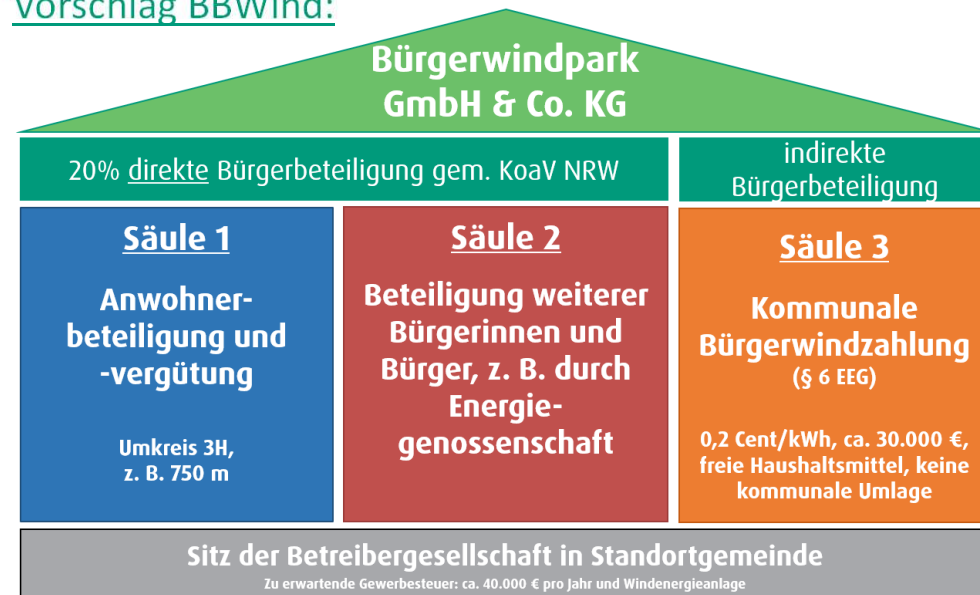 Vorschlag BBWind:
Bürgerwindpark
GmbH & Co. KG
20% direkte Bürgerbeteiligung gem. KoaV NRW
indirekte
Bürgerbeteiligung
Säule 1
Anwohner-
beteiligung und
-vergütung
Umkreis 3H,
z. B. 750 m
Säule 2
Beteiligung weiterer
Bürgerinnen und
Bürger, z. B. durch
Energie-
genossenschaft
Säule 3
Kommunale
Bürgerwindzahlung
(§ 6 EEG)
0,2 Cent/kWh, ca. 30.000 €,
freie Haushaltsmittel, keine
kommunale Umlage
Sitz der Betreibergesellschaft in Standortgemeinde
Zu erwartende Gewerbesteuer: ca. 40.000 € pro Jahr und Windenergieanlage